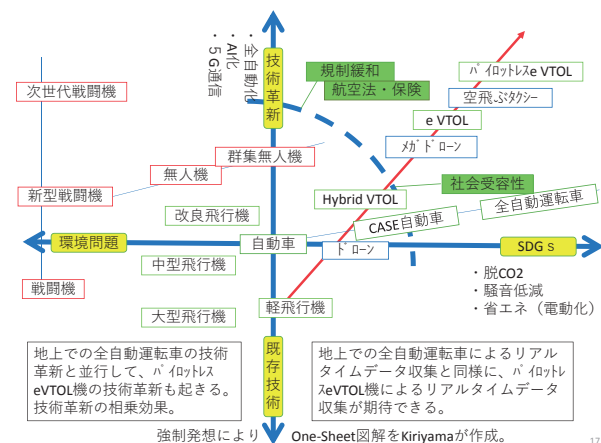 ・全自動化
・AI化
・５G通信
技術革新
規制緩和
航空法・保険
ﾊﾟｲﾛｯﾄﾚｽe VTOL
空飛ぶタクシー
e VTOL
ﾒｶﾞﾄﾞﾛｰﾝ
次世代戦闘機
群集無人機
無人機
新型戦闘機
社会受容性
Hybrid VTOL
全自動運転車
改良飛行機
CASE自動車
環境問題
自動車
ﾄﾞﾛｰﾝ
SDGｓ
中型飛行機
・脱CO2
・騒音低減
・省エネ（電動化）
戦闘機
軽飛行機
大型飛行機
既存技術
地上での全自動運転車の技術
革新と並行して、ﾊﾟｲﾛｯﾄﾚｽ
eVTOL機の技術革新も起きる。
技術革新の相乗効果。
地上での全自動運転車によるリアル
タイムデータ収集と同様に、ﾊﾟｲﾛｯﾄﾚ
ｽeVTOL機によるリアルタイムデータ
収集が期待できる。
強制発想により One-Sheet図解をKiriyamaが作成。
17